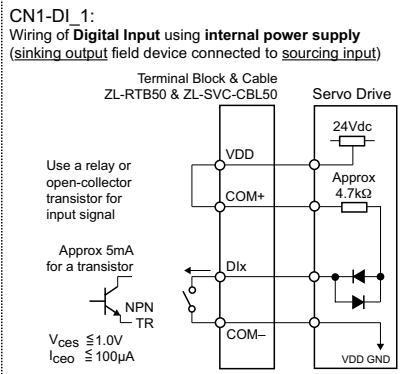 CN1-DI_1:
Wiring of Digital Input using internal power supply
(sinking output field device connected to sourcing input)
Terminal Block & Cable
ZL-RTB50 & ZL-SVC-CBL50
Servo Drive
24Vdc
VDD
Use a relay or
open-collector
transistor for
input signal
Approx
4.7kΩ
COM+
Approx 5mA
for a transistor
DIx
NPN
TR
COM–
Vces ≦1.0V
Iceo ≦100µA
VDD GND